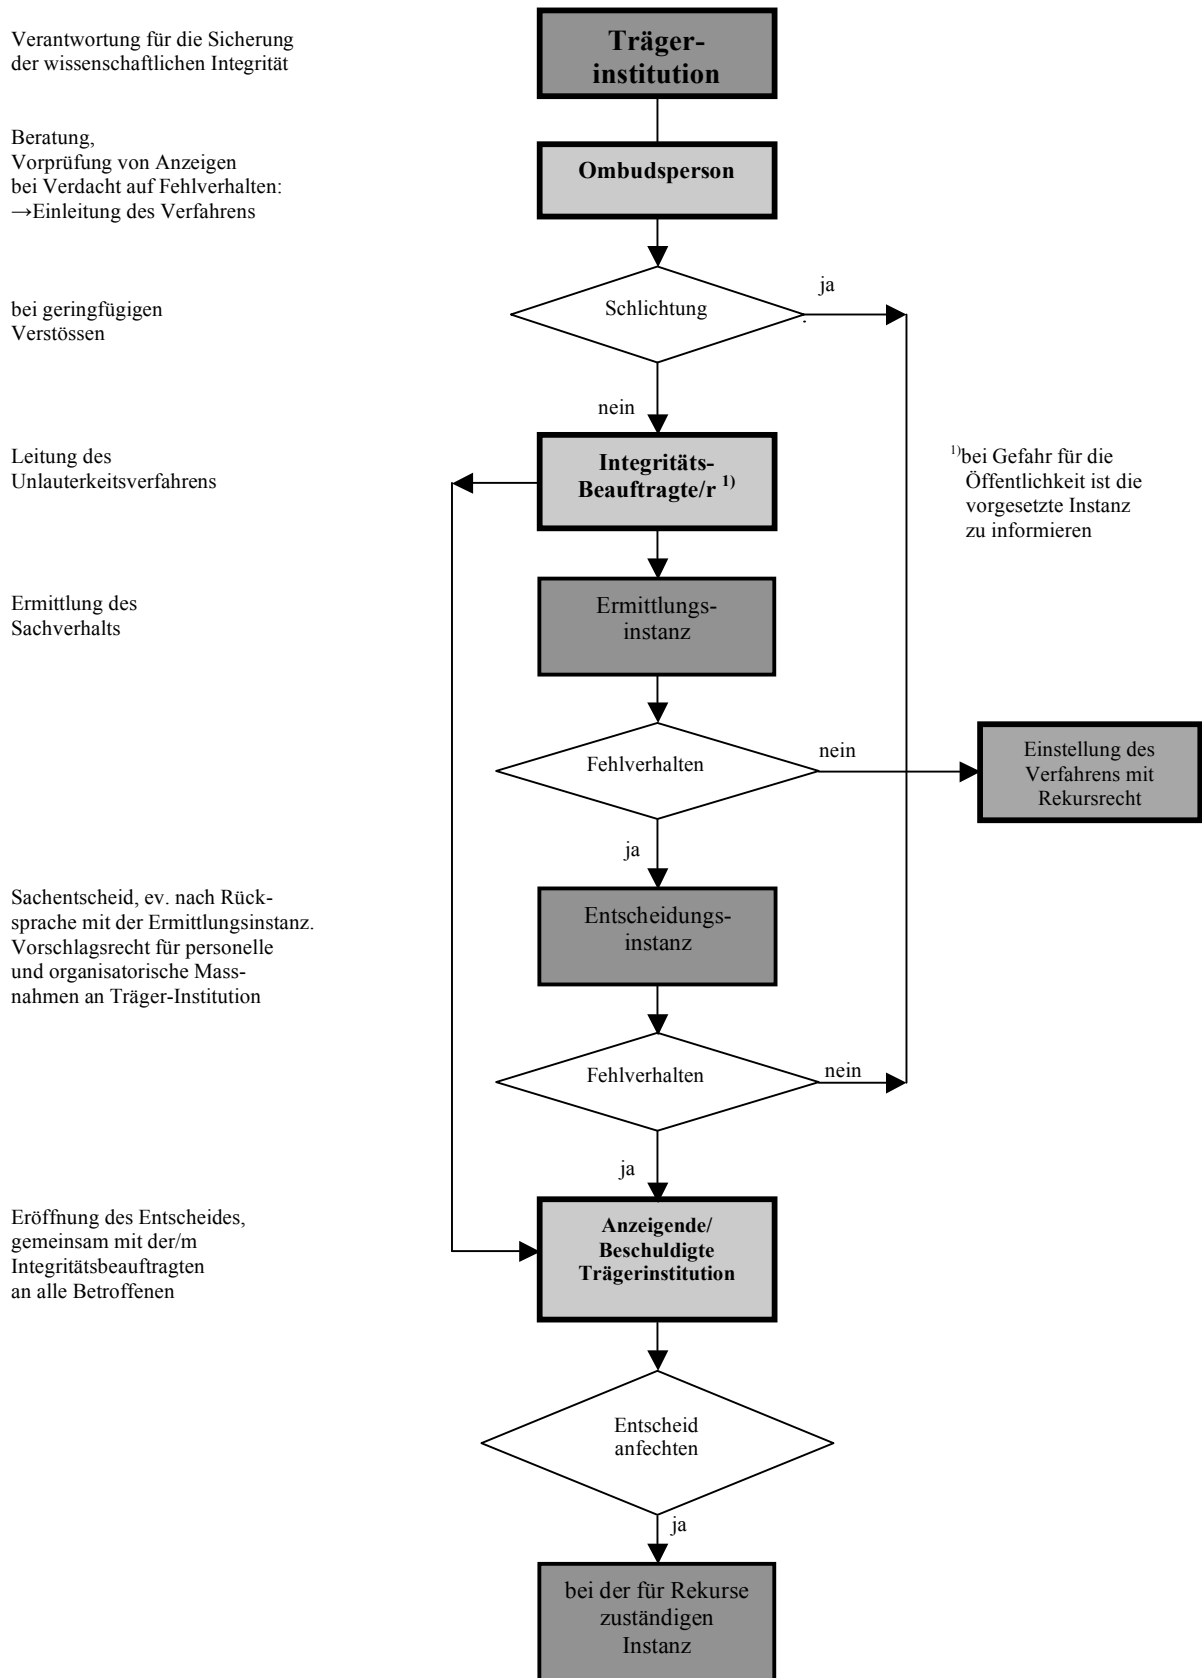 Verantwortung für die Sicherung
der wissenschaftlichen Integrität
Träger-
institution
Beratung,
Vorprüfung von Anzeigen
bei Verdacht auf Fehlverhalten:
→Einleitung des Verfahrens
Ombudsperson
bei geringfügigen
Verstössen
Schlichtung
ja
nein
Leitung des
Unlauterkeitsverfahrens
Integritäts-
Beauftragte/r 1)
1)bei Gefahr für die
Öffentlichkeit ist die
vorgesetzte Instanz
zu informieren
Ermittlung des
Sachverhalts
Ermittlungs-
instanz
Fehlverhalten
nein
Einstellung des
Verfahrens mit
Rekursrecht
ja
Sachentscheid, ev. nach Rück-
sprache mit der Ermittlungsinstanz.
Vorschlagsrecht für personelle
und organisatorische Mass-
nahmen an Träger-Institution
Entscheidungs-
instanz
Fehlverhalten
nein
ja
Eröffnung des Entscheides,
gemeinsam mit der/m
Integritätsbeauftragten
an alle Betroffenen
Anzeigende/
Beschuldigte
Trägerinstitution
Entscheid
anfechten
ja
bei der für Rekurse
zuständigen
Instanz